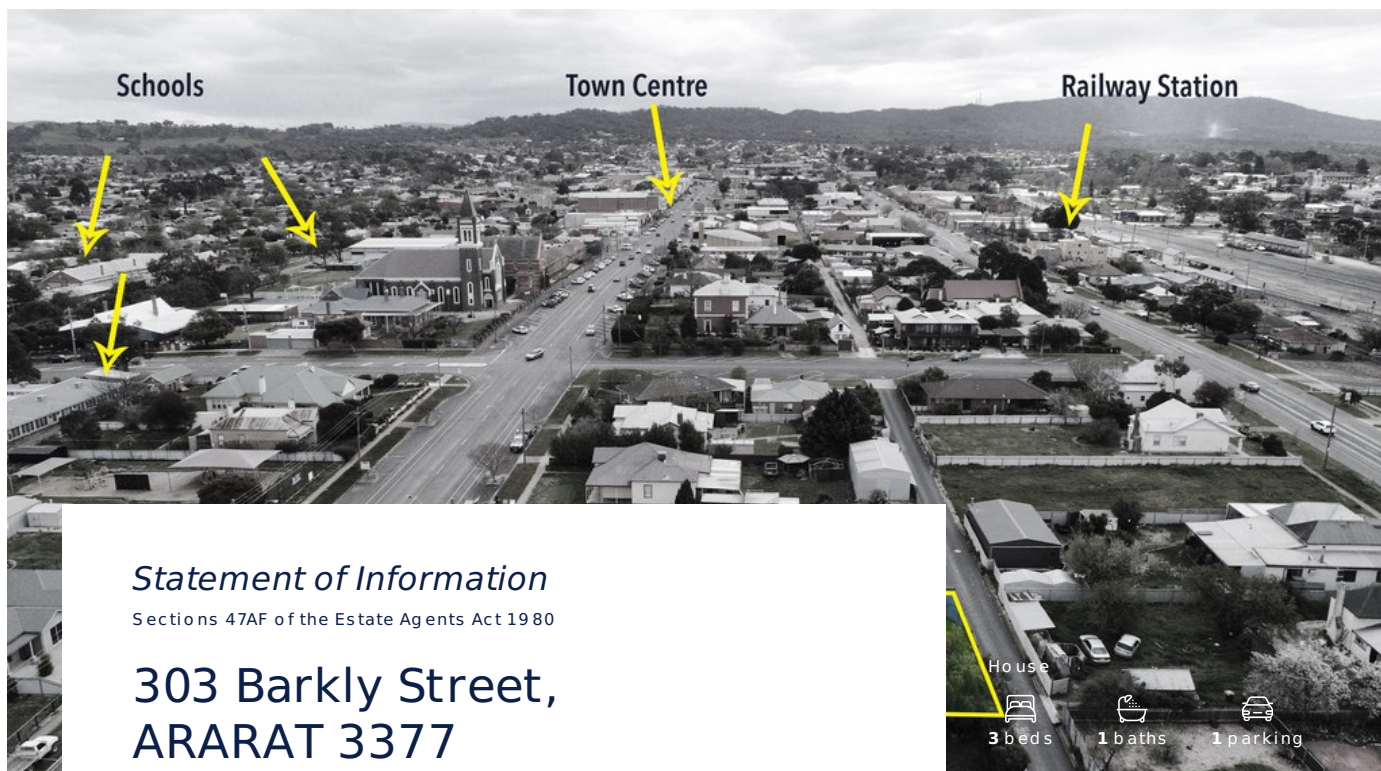 Schools
Town Centre
Railway Station
Statement of Information
Sections 47AF of the Estate Agents Act 1980
303 Barkly Street,
ARARAT 3377
House
3 beds
1 baths
1 parking